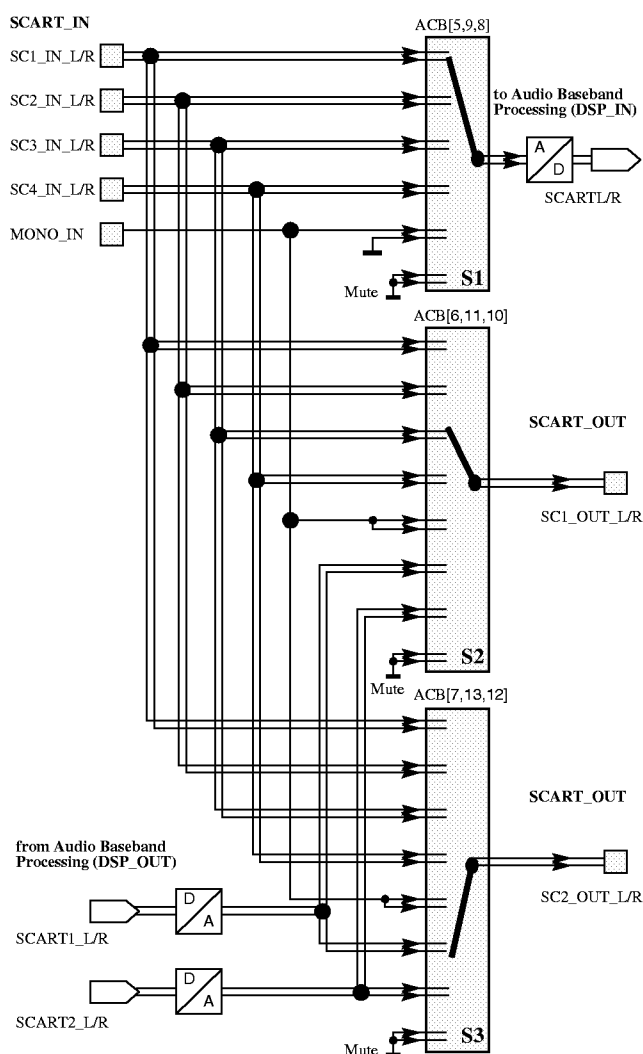 SCART_IN
ACB[5,9,8]
SC1_IN_L/R
SC2_IN_L/R
to Audio Baseband
Processing (DSP_IN)
SC3_IN_L/R
A
D
SC4_IN_L/R
SCARTL/R
MONO_IN
Mute
S1
ACB[6,11,10]
SCART_OUT
SC1_OUT_L/R
S2
Mute
ACB[7,13,12]
SCART_OUT
from Audio Baseband
Processing (DSP_OUT)
SC2_OUT_L/R
D
A
SCART1_L/R
D
A
SCART2_L/R
Mute
S3